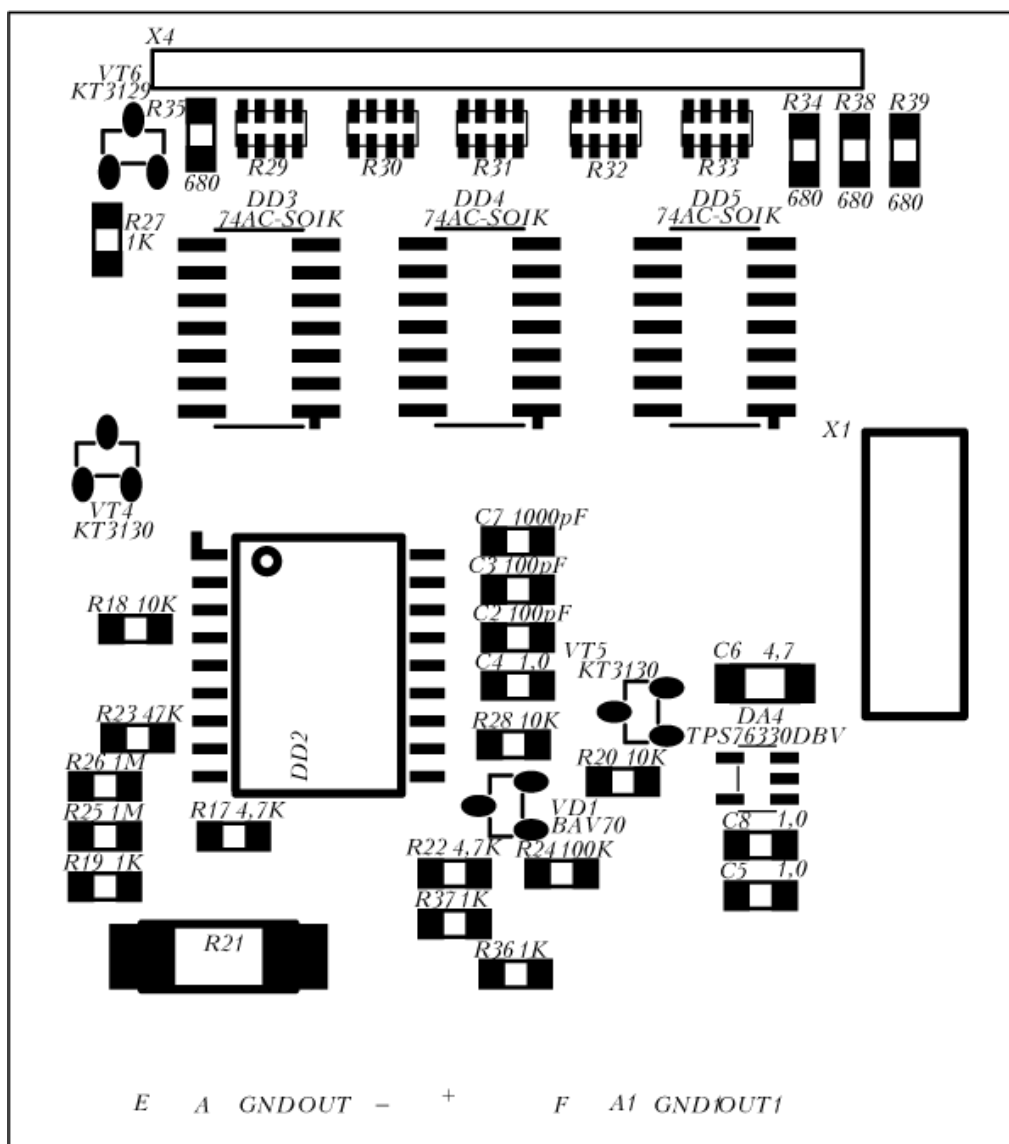 X4
VT6
KT3129
R35
R34 R38 R39
R29 R30 R31 R32 R33
680
680 680 680
R27
1K
DD3
74AC-SOIK
DD4
74AC-SOIK
DD5
74AC-SOIK
X1
VT4
KT3130
C7 1000pF
C3 100pF
R18 10K
C2 100pF
VT5
KT3130
C4 1,0
C6 4,7
R23 47K
R28 10K
DA4
TPS76330DBV
DD2
R26 1M
R20 10K
R25 1M
R17 4,7K
VD1
BAV70
C8 1,0
R19 1K
R22 4,7K
R24 100K
C5 1,0
R37 1K
R21
R36 1K
E A GND OUT - + F A1 GND1 OUT1